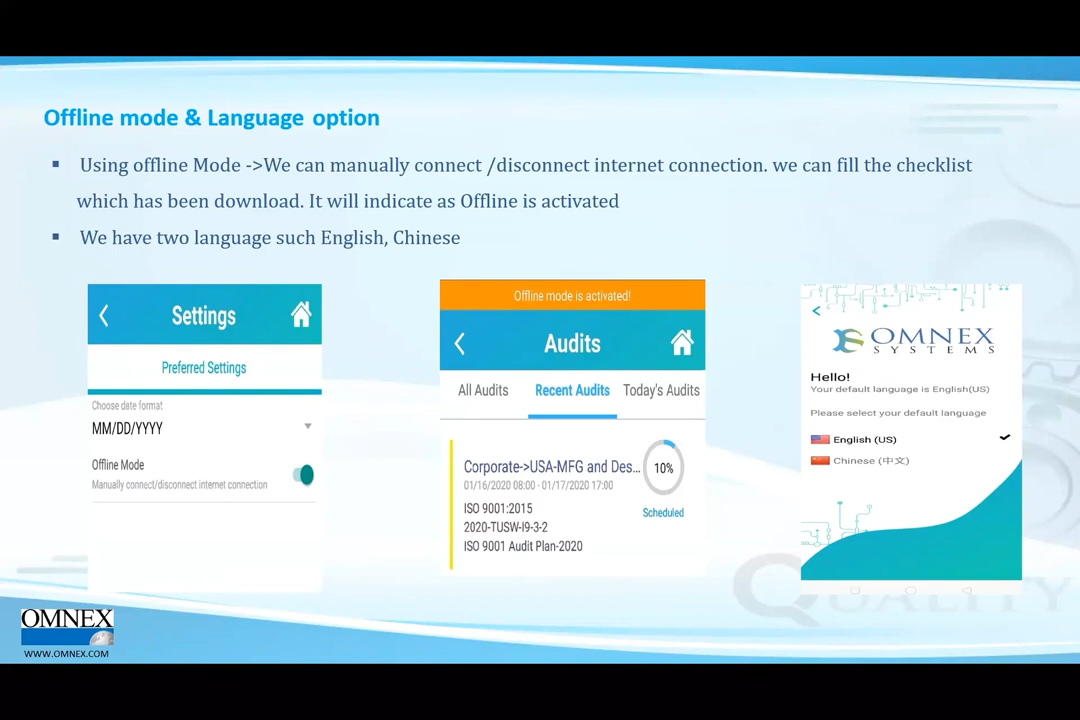 Offline mode & Language option
▪ Using offline Mode ->We can manually connect /disconnect internet connection. we can fill the checklist
which has been download. It will indicate as Offline is activated
▪ We have two language such English, Chinese
Settings
Preferred Settings
Choose date format
MM/DD/YYYY
Offline Mode
Manually connect/disconnect internet connection
Offline mode is activated!
Audits
All Audits Recent Audits Today's Audits
Corporate->USA-MFG and Des...
01/16/2020 08:00 - 01/17/2020 17:00
10%
ISO 9001:2015
Scheduled
2020-TUSW-I9-3-2
ISO 9001 Audit Plan-2020
OMNEX
SYSTEMS
Hello!
Your default language is English(US)
Please select your default language
English (US)
Chinese (中文)
QUALITY
OMNEX
WWW.OMNEX.COM